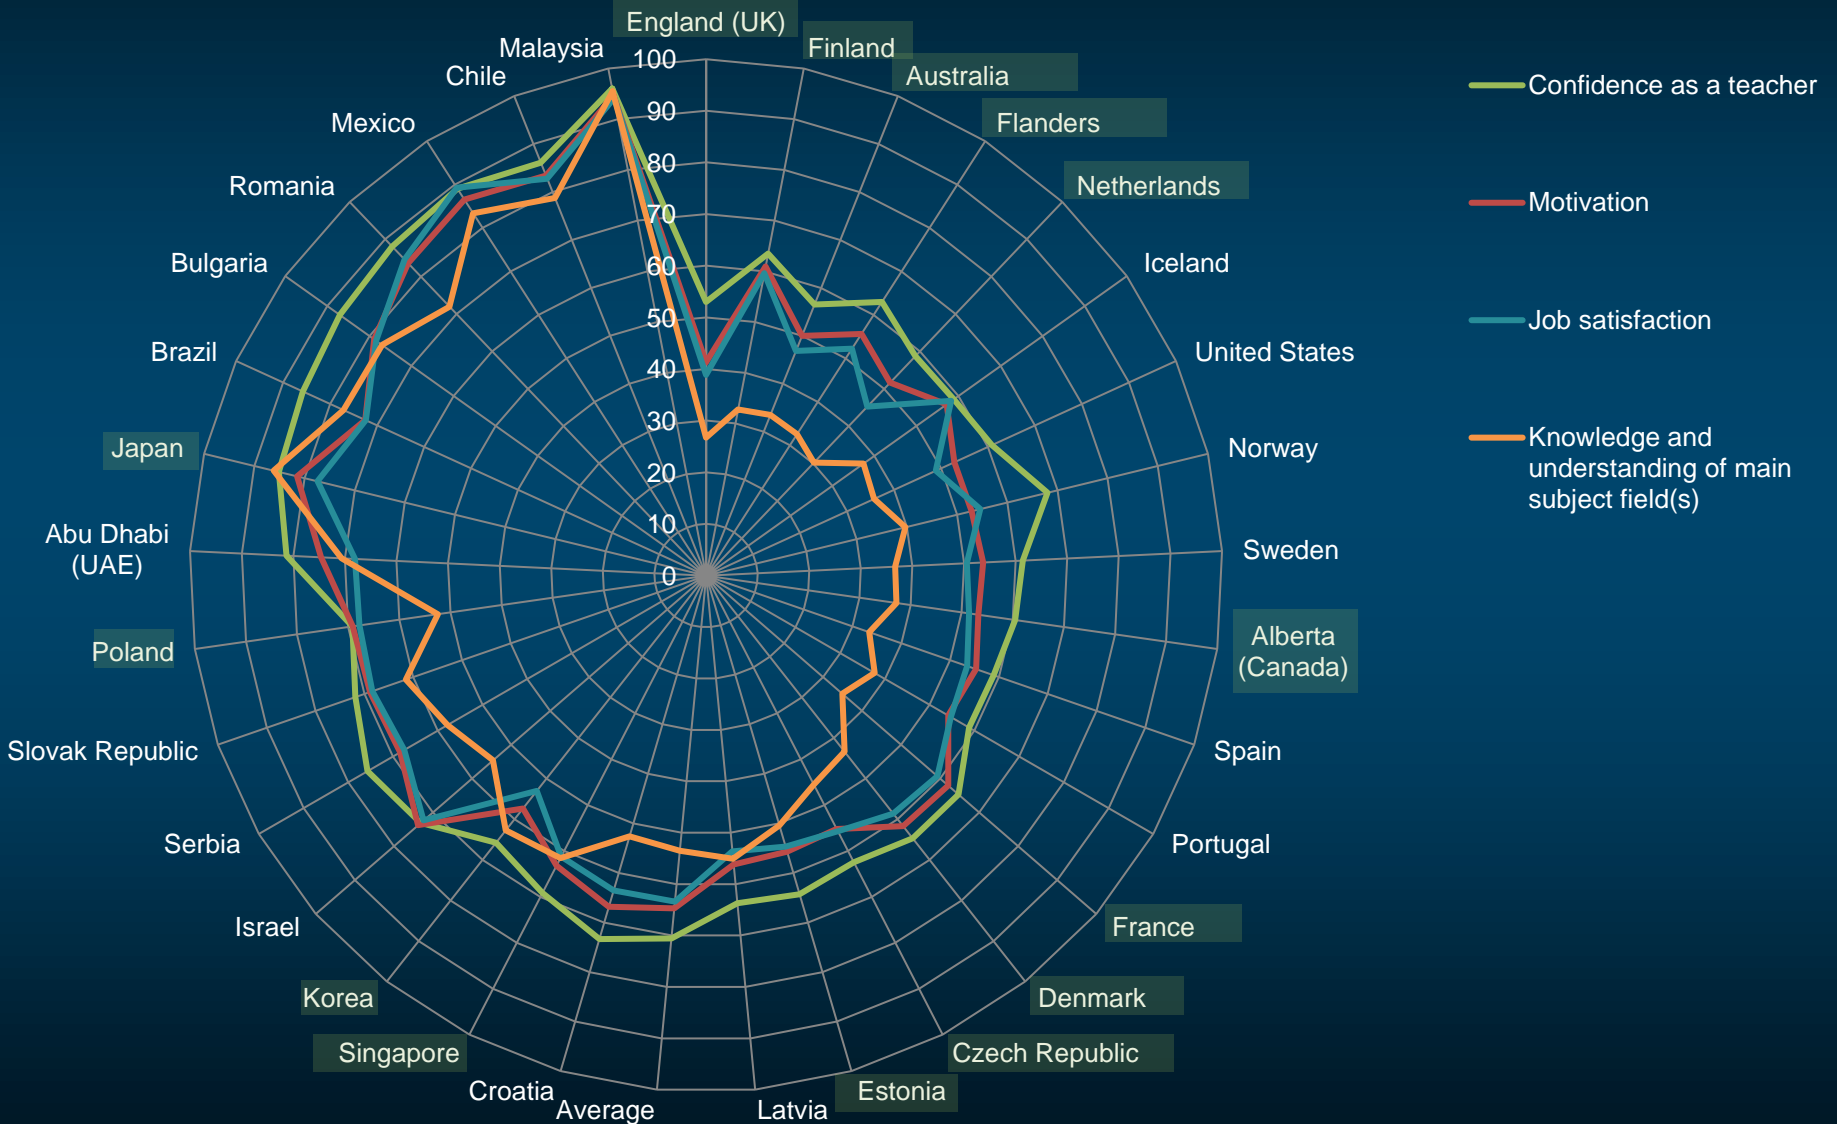 England (UK)
Finland
Australia
Flanders
Netherlands
Iceland
United States
Norway
Sweden
Alberta
(Canada)
Spain
Portugal
France
Denmark
Czech Republic
Estonia
Latvia
Average
Croatia
Singapore
Korea
Israel
Serbia
Slovak Republic
Poland
Abu Dhabi
(UAE)
Japan
Brazil
Bulgaria
Romania
Mexico
Chile
Malaysia
100
90
80
70
60
50
40
30
20
10
0
Confidence as a teacher
Motivation
Job satisfaction
Knowledge and
understanding of main
subject field(s)